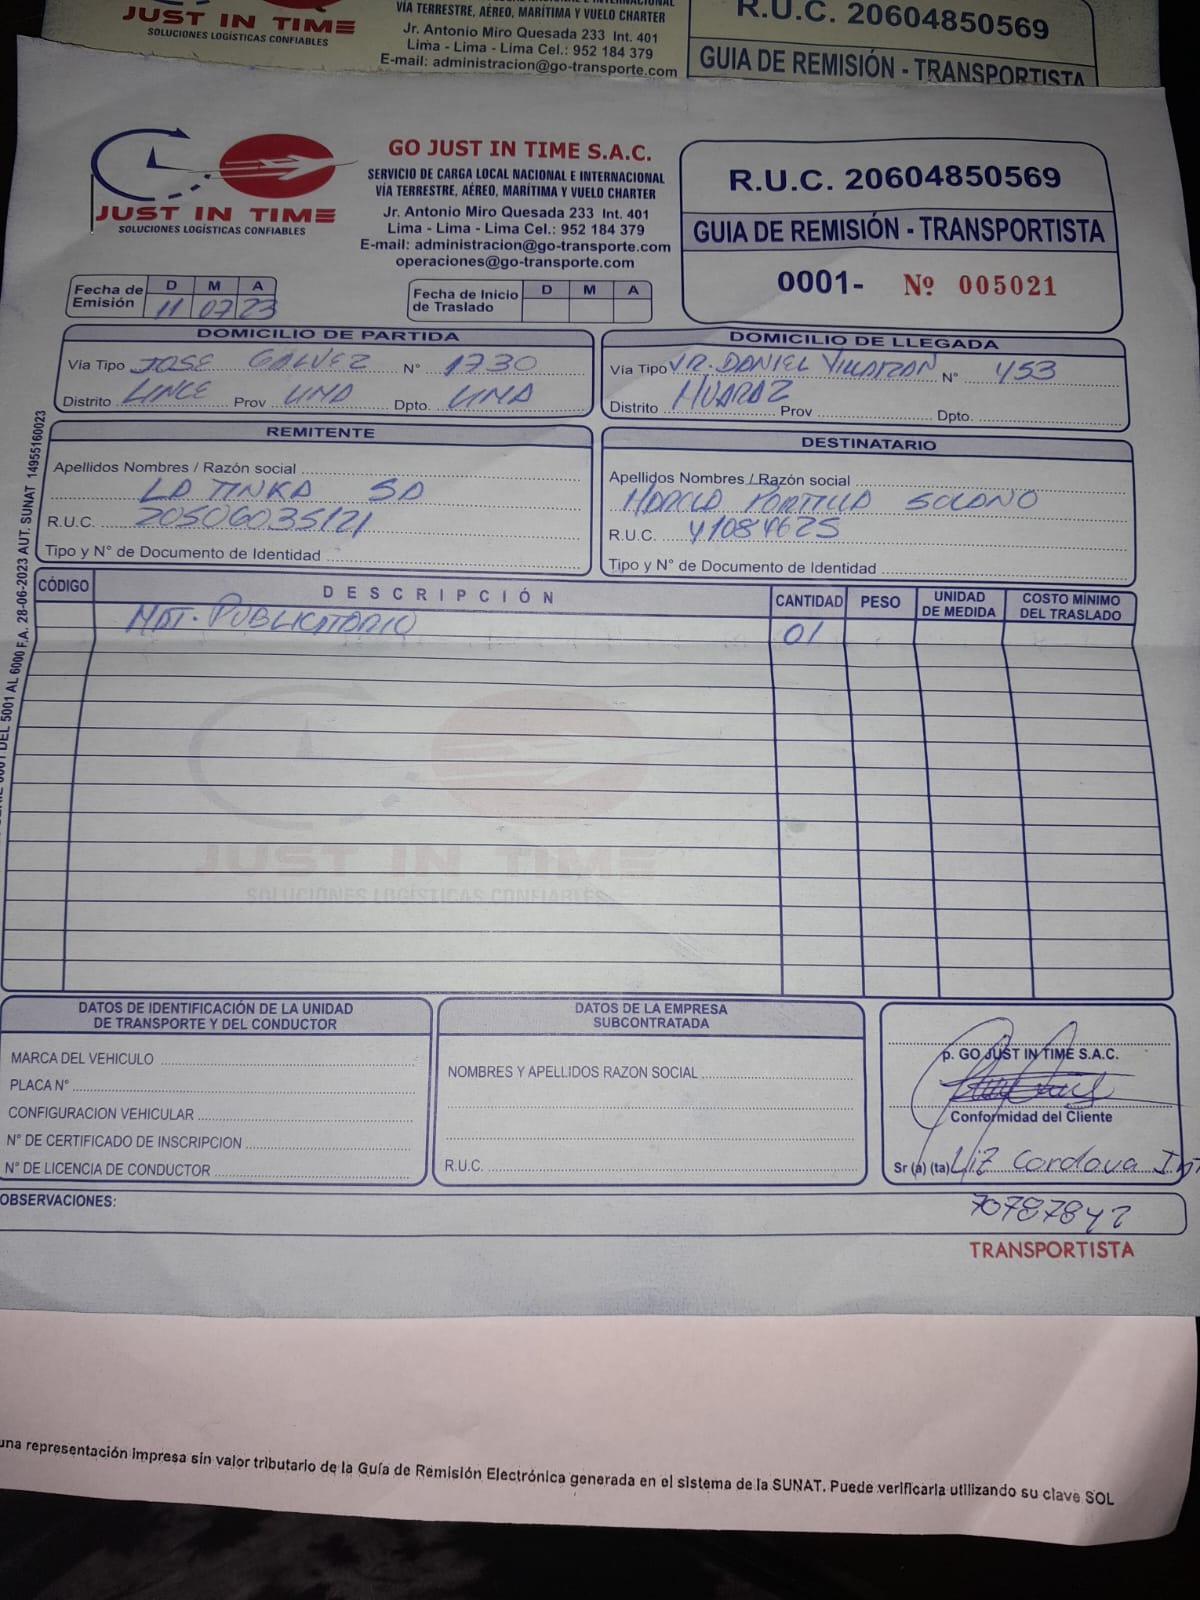 JUST IN TIME
SOLUCIONES LOGÍSTICAS CONFIABLES
VÍA TERRESTRE, AÉREO, MARÍTIMA Y VUELO CHARTER
Jr. Antonio Miro Quesada 233 Int. 401
Lima - Lima - Lima Cel.: 952 184 379
E-mail: administracion@go-transporte.com
R.U.C. 20604850569
GUIA DE REMISIÓN - TRANSPORTISTA
JUST IN TIME
SOLUCIONES LOGÍSTICAS CONFIABLES
GO JUST IN TIME S.A.C.
SERVICIO DE CARGA LOCAL NACIONAL E INTERNACIONAL
VÍA TERRESTRE, AÉREO, MARÍTIMA Y VUELO CHARTER
Jr. Antonio Miro Quesada 233 Int. 401
Lima - Lima - Lima Cel.: 952 184 379
E-mail: administracion@go-transporte.com
operaciones@go-transporte.com
R.U.C. 20604850569
GUIA DE REMISIÓN - TRANSPORTISTA
0001- Nº 005021
Fecha de Emisión D M A
11 07 23
Fecha de Inicio de Traslado D M A
DOMICILIO DE PARTIDA
Vía Tipo JOSE GALVEZ N° 1730
Distrito LINCE Prov LIMA Dpto. LIMA
DOMICILIO DE LLEGADA
Vía Tipo JR. DANIEL VILLAIZAN N° 453
Distrito HUARAZ Prov Dpto.
REMITENTE
Apellidos Nombres / Razón social
LA TINKA SA
R.U.C. 20506035121
Tipo y N° de Documento de Identidad
DESTINATARIO
Apellidos Nombres / Razón social
HAROLD PORTILLA SOLANO
R.U.C. 41084625
Tipo y N° de Documento de Identidad
CÓDIGO DESCRIPCIÓN CANTIDAD PESO UNIDAD DE MEDIDA COSTO MÍNIMO DEL TRASLADO
MAT. PUBLICITARIO 01
JUST IN TIME
SOLUCIONES LOGÍSTICAS CONFIABLES
DEL 5001 AL 6000 F.A. 28-06-2023 AUT. SUNAT 14955160023
DATOS DE IDENTIFICACIÓN DE LA UNIDAD
DE TRANSPORTE Y DEL CONDUCTOR
MARCA DEL VEHICULO
PLACA N°
CONFIGURACION VEHICULAR
N° DE CERTIFICADO DE INSCRIPCION
N° DE LICENCIA DE CONDUCTOR
DATOS DE LA EMPRESA
SUBCONTRATADA
NOMBRES Y APELLIDOS RAZON SOCIAL
R.U.C.
p. GO JUST IN TIME S.A.C.
Conformidad del Cliente
Sr (a) (ta) Liz Cordova
OBSERVACIONES:
70787842
TRANSPORTISTA
una representación impresa sin valor tributario de la Guía de Remisión Electrónica generada en el sistema de la SUNAT. Puede verificarla utilizando su clave SOL